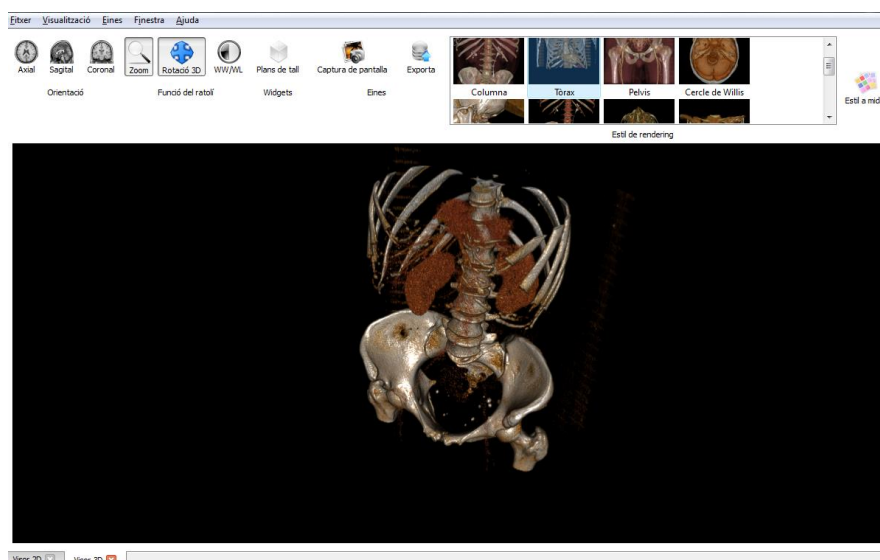 Fitxer Visualització Eines Finestra Ajuda
Axial Sagital Coronal Zoom Rotació 3D WW/WL Plans de tall Captura de pantalla Exporta
Orientació Funció del ratolí Widgets Eines
Columna Tòrax Pelvis Cercle de Willis
Estil a mid
Estil de rendering
Visor 2D Visor 3D